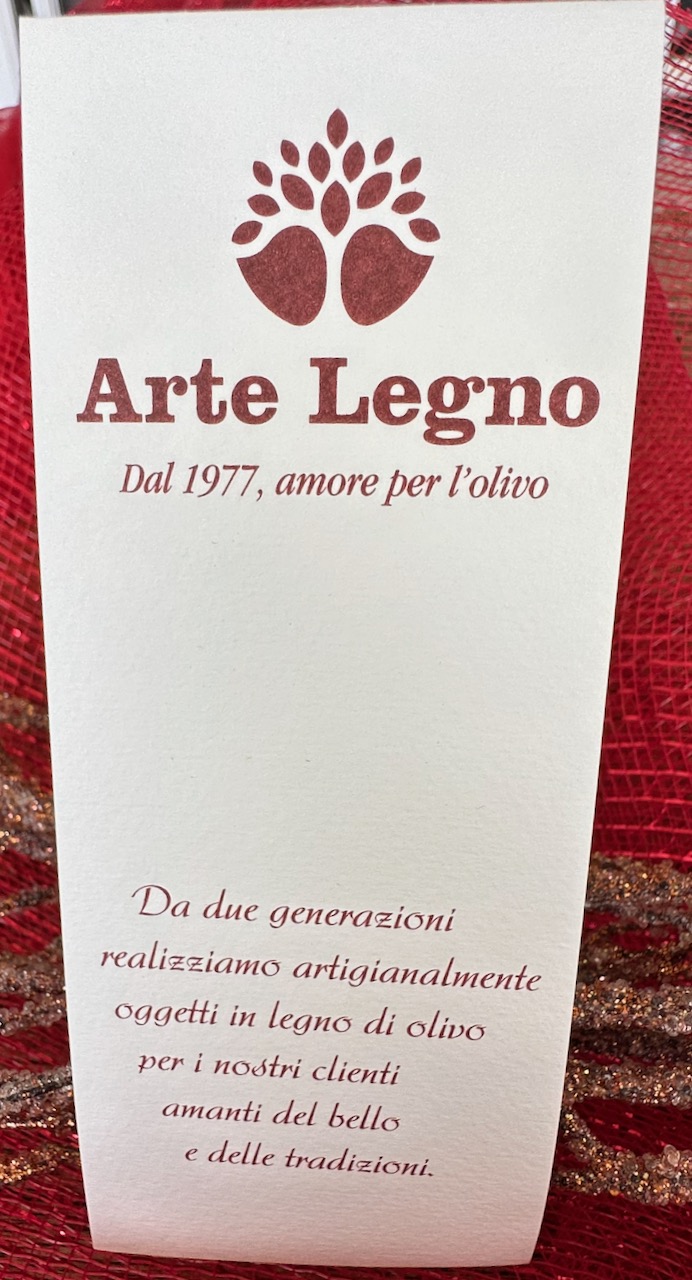 Arte Legno
Dal 1977, amore per l'olivo
Da due generazioni
realizziamo artigianalmente
oggetti in legno di olivo
per i nostri clienti
amanti del bello
e delle tradizioni.